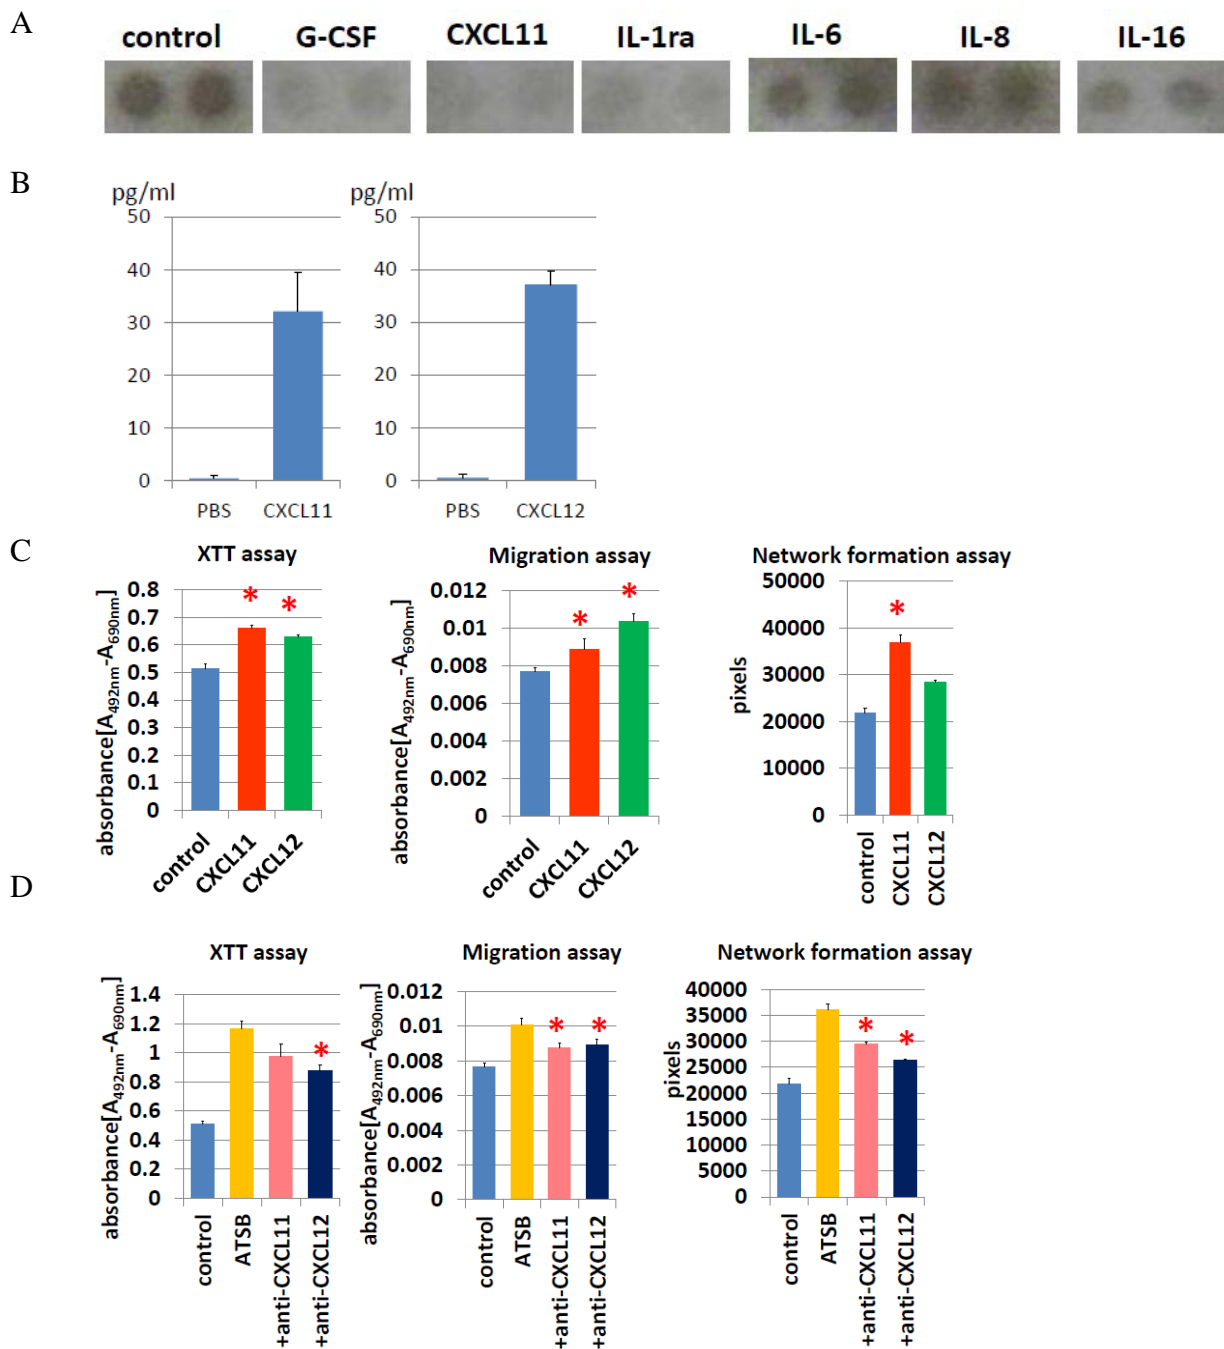 A
control G-CSF CXCL11 IL-1ra IL-6 IL-8 IL-16
B
pg/ml
50
40
30
20
10
0
PBS CXCL11
pg/ml
50
40
30
20
10
0
PBS CXCL12
C
XTT assay
absorbance[A492nm-A690nm]
0.8
0.7
0.6
0.5
0.4
0.3
0.2
0.1
0
* *
control CXCL11 CXCL12
Migration assay
absorbance[A492nm-A690nm]
0.012
0.01
0.008
0.006
0.004
0.002
0
* *
control CXCL11 CXCL12
Network formation assay
pixels
50000
40000
30000
20000
10000
0
*
control CXCL11 CXCL12
D
XTT assay
absorbance[A492nm-A690nm]
1.4
1.2
1
0.8
0.6
0.4
0.2
0
*
control ATSB +anti-CXCL11 +anti-CXCL12
Migration assay
absorbance[A492nm-A690nm]
0.012
0.01
0.008
0.006
0.004
0.002
0
* *
control ATSB +anti-CXCL11 +anti-CXCL12
Network formation assay
pixels
40000
35000
30000
25000
20000
15000
10000
5000
0
* *
control ATSB +anti-CXCL11 +anti-CXCL12